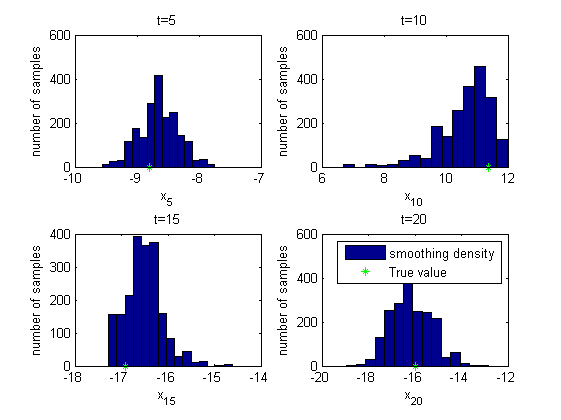 t=5
600
400
200
0
number of samples
-10
-9
-8
-7
x5
t=10
600
400
200
0
number of samples
6
8
10
12
x10
t=15
400
300
200
100
0
number of samples
-18
-17
-16
-15
-14
x15
t=20
600
400
200
0
number of samples
-20
-18
-16
-14
-12
x20
smoothing density
True value